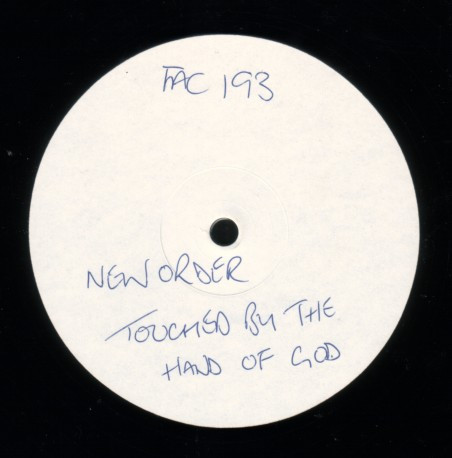 FAC 193
NEW ORDER
TOUCHED BY THE
HAND OF GOD